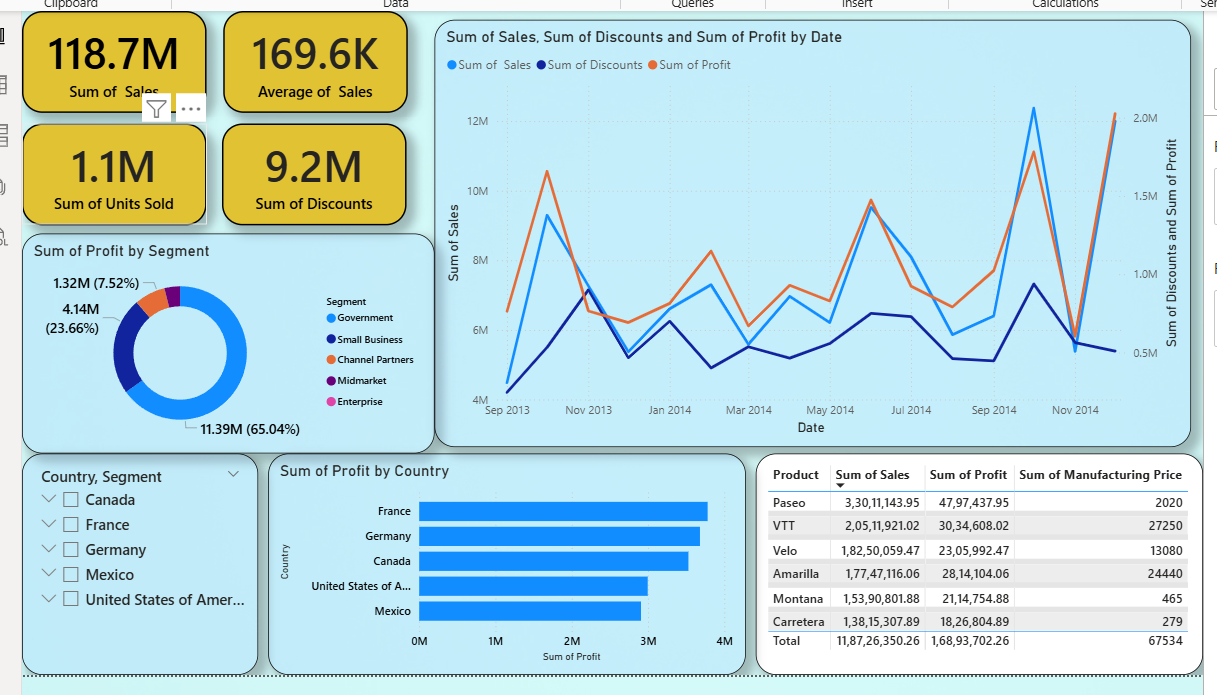 Clipboard
Data
Queries
Insert
Calculations
118.7M
Sum of Sales
169.6K
Average of Sales
1.1M
Sum of Units Sold
9.2M
Sum of Discounts
Sum of Sales, Sum of Discounts and Sum of Profit by Date
Sum of Sales Sum of Discounts Sum of Profit
12M
10M
8M
6M
4M
Sum of Sales
2.0M
1.5M
1.0M
0.5M
Sum of Discounts and Sum of Profit
Sep 2013 Nov 2013 Jan 2014 Mar 2014 May 2014 Jul 2014 Sep 2014 Nov 2014
Date
Sum of Profit by Segment
1.32M (7.52%)
4.14M
(23.66%)
11.39M (65.04%)
Segment
Government
Small Business
Channel Partners
Midmarket
Enterprise
Country, Segment
Canada
France
Germany
Mexico
United States of Amer...
Sum of Profit by Country
Country
France
Germany
Canada
United States of A...
Mexico
0M 1M 2M 3M 4M
Sum of Profit
Product Sum of Sales Sum of Profit Sum of Manufacturing Price
Paseo 3,30,11,143.95 47,97,437.95 2020
VTT 2,05,11,921.02 30,34,608.02 27250
Velo 1,82,50,059.47 23,05,992.47 13080
Amarilla 1,77,47,116.06 28,14,104.06 24440
Montana 1,53,90,801.88 21,14,754.88 465
Carretera 1,38,15,307.89 18,26,804.89 279
Total 11,87,26,350.26 1,68,93,702.26 67534